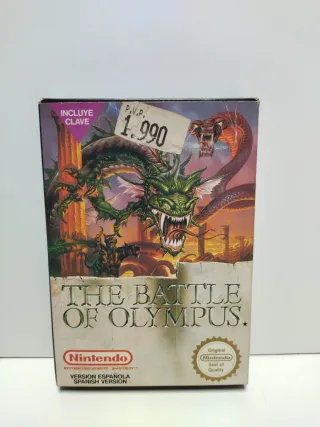 INCLUYE
CLAVE
P.V.P.
1.990
THE BATTLE
OF OLYMPUS
Original
Nintendo
Seal of
Quality
Nintendo
ENTERTAINMENT SYSTEM
VERSION ESPAÑOLA
SPANISH VERSION